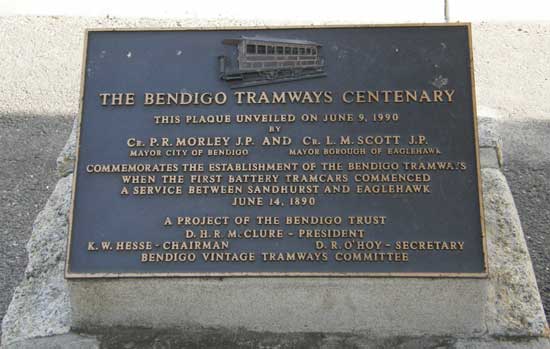 THE BENDIGO TRAMWAYS CENTENARY
THIS PLAQUE UNVEILED ON JUNE 9, 1990
BY
CR. P. R. MORLEY J.P. AND CR. L. M. SCOTT J.P.
MAYOR CITY OF BENDIGO MAYOR BOROUGH OF EAGLEHAWK
COMMEMORATES THE ESTABLISHMENT OF THE BENDIGO TRAMWAYS
WHEN THE FIRST BATTERY TRAMCARS COMMENCED
A SERVICE BETWEEN SANDHURST AND EAGLEHAWK
JUNE 14, 1890
A PROJECT OF THE BENDIGO TRUST
D. H. R. M. CLURE - PRESIDENT
K. W. HESSE - CHAIRMAN D. R. O'HOY - SECRETARY
BENDIGO VINTAGE TRAMWAYS COMMITTEE